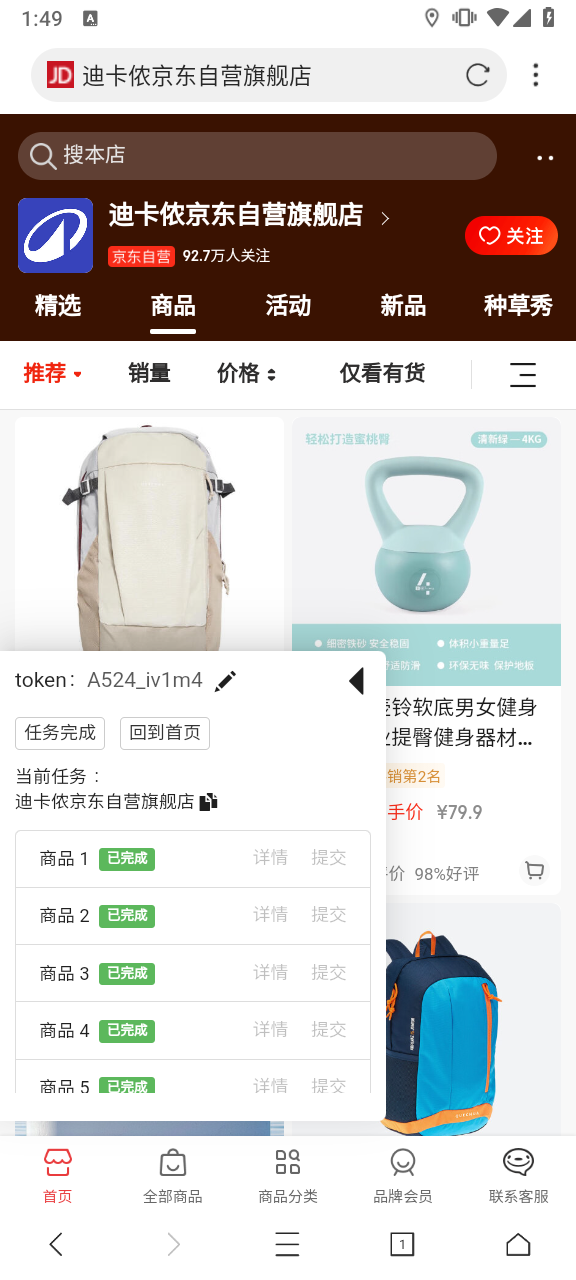 1:49
A
JD 迪卡侬京东自营旗舰店
搜本店
迪卡侬京东自营旗舰店
京东自营 92.7万人关注
关注
精选 商品 活动 新品 种草秀
推荐 销量 价格 仅看有货
轻松打造蜜桃臀 清新绿 — 4KG
细密铁砂 安全稳固 体积小重量足
舒适防滑 环保无味 保护地板
铃软底男女健身
提臀健身器材...
销第2名
手价 ¥79.9
价 98%好评
token： A524_iv1m4
任务完成 回到首页
当前任务：
迪卡侬京东自营旗舰店
商品 1 已完成 详情 提交
商品 2 已完成 详情 提交
商品 3 已完成 详情 提交
商品 4 已完成 详情 提交
商品 5 已完成 详情 提交
首页 全部商品 商品分类 品牌会员 联系客服
1